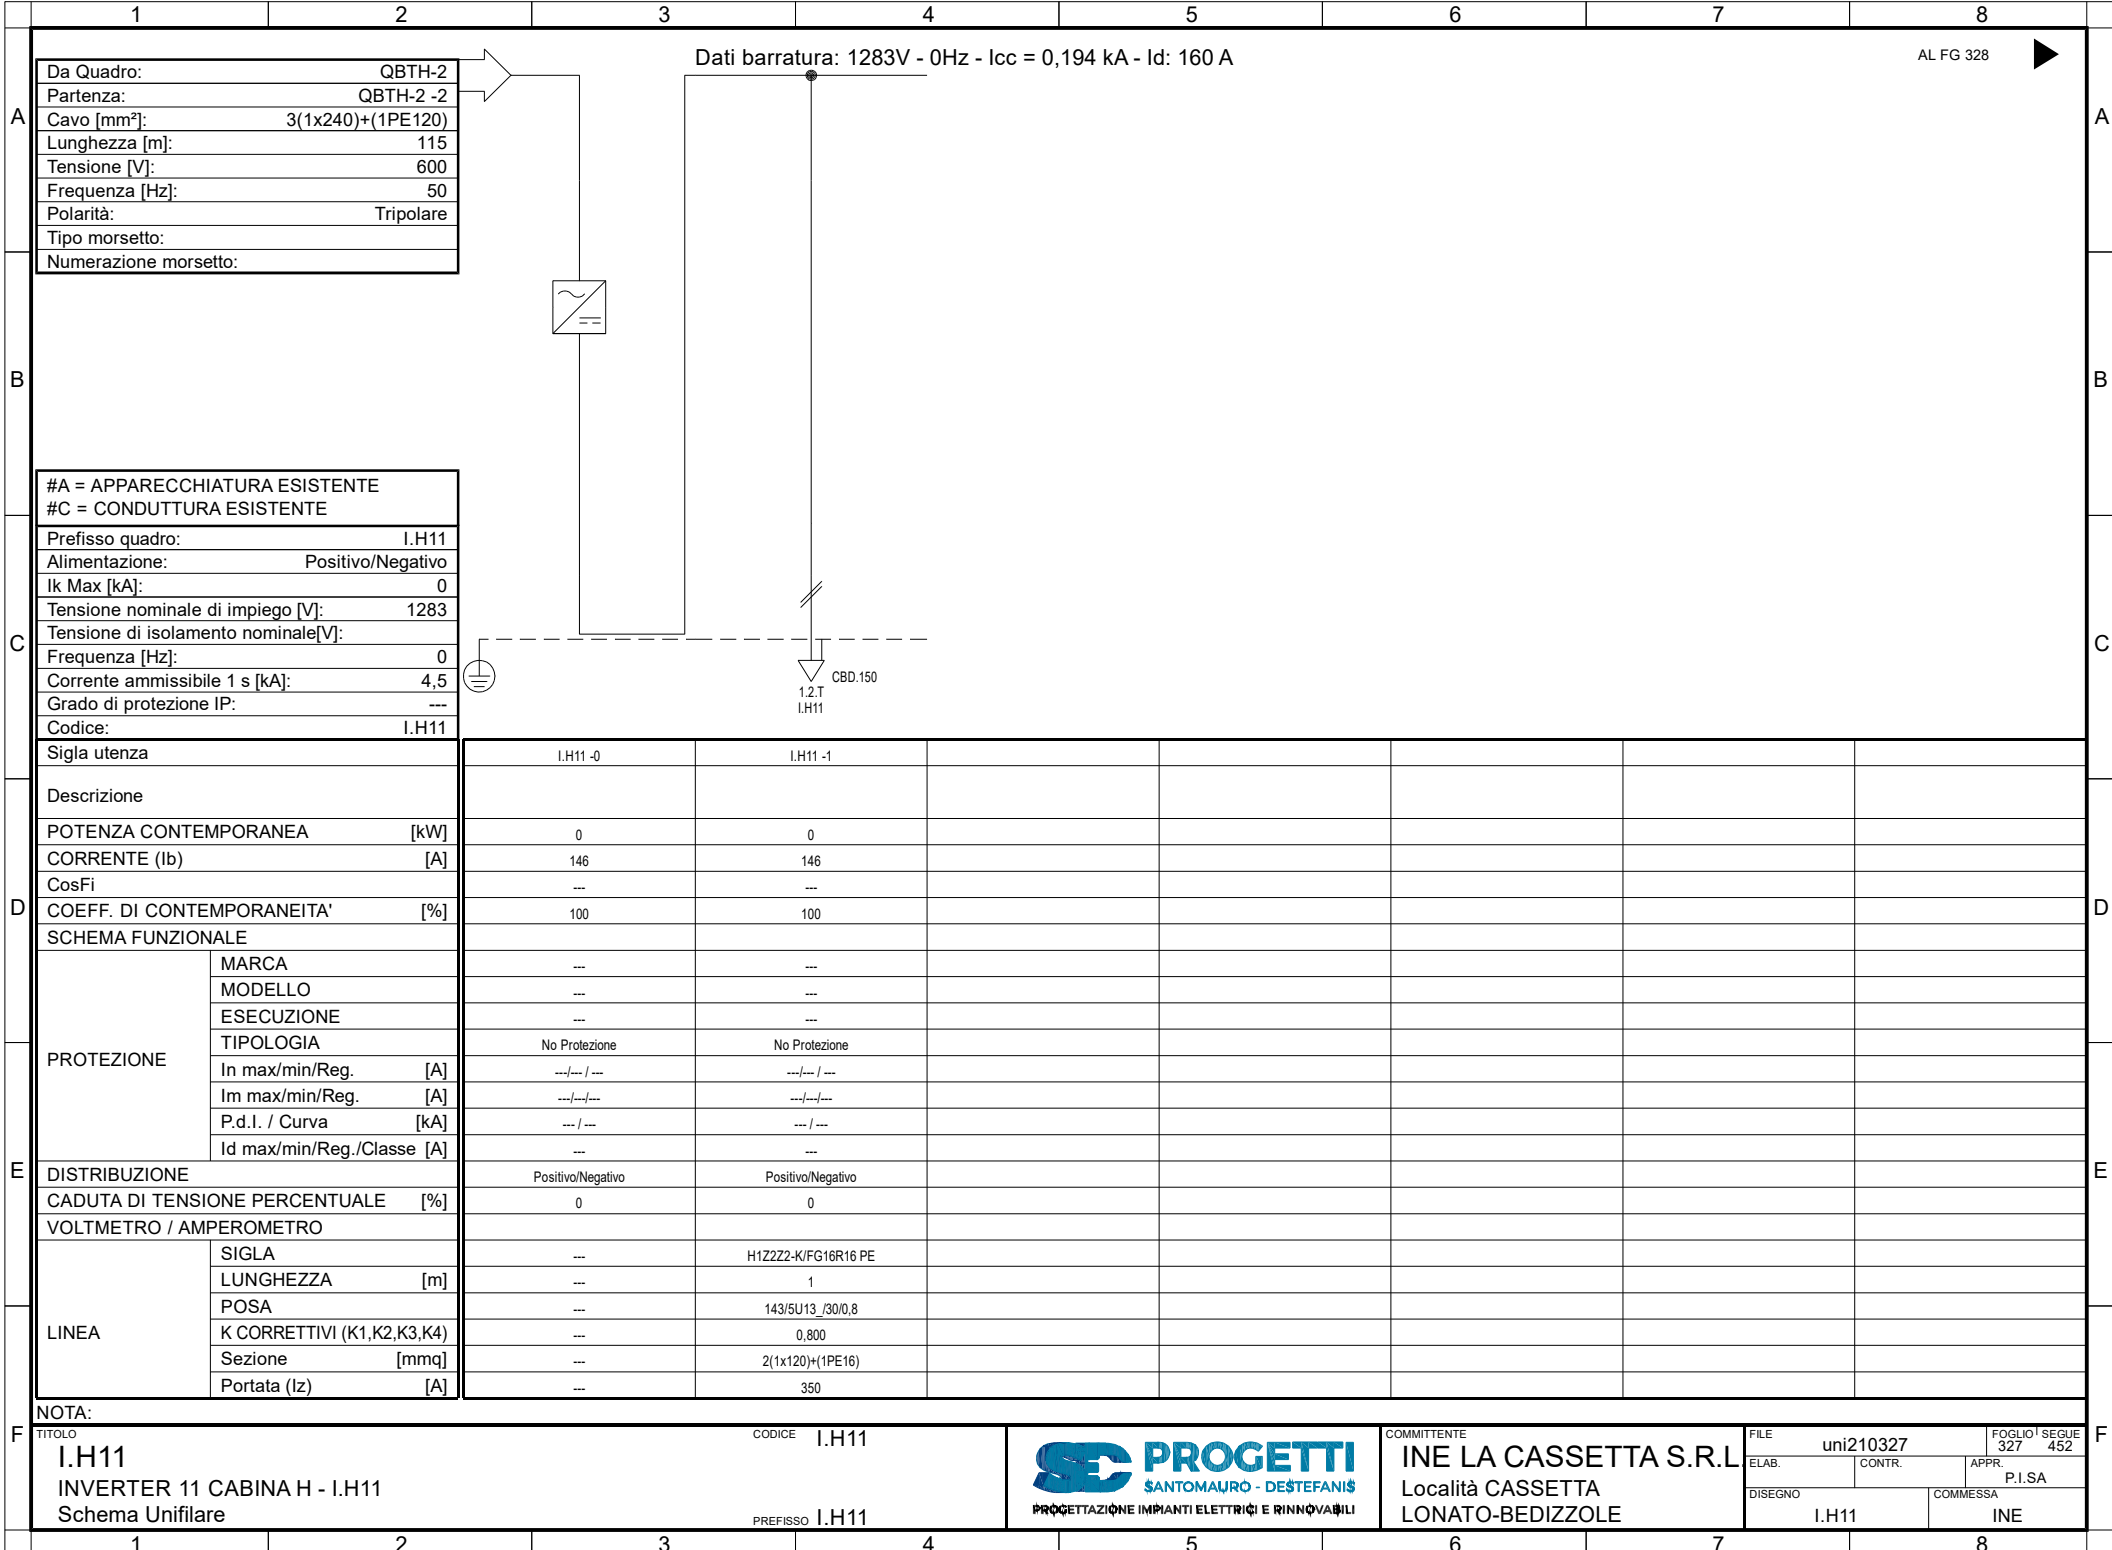 1 2 3 4 5 6 7 8
Dati barratura: 1283V - 0Hz - Icc = 0,194 kA - Id: 160 A
AL FG 328
Da Quadro: QBTH-2
Partenza: QBTH-2 -2
Cavo [mm²]: 3(1x240)+(1PE120)
Lunghezza [m]: 115
Tensione [V]: 600
Frequenza [Hz]: 50
Polarità: Tripolare
Tipo morsetto:
Numerazione morsetto:
A A
B B
#A = APPARECCHIATURA ESISTENTE
#C = CONDUTTURA ESISTENTE
Prefisso quadro: I.H11
Alimentazione: Positivo/Negativo
Ik Max [kA]: 0
Tensione nominale di impiego [V]: 1283
Tensione di isolamento nominale[V]:
Frequenza [Hz]: 0
Corrente ammissibile 1 s [kA]: 4,5
Grado di protezione IP: ---
Codice: I.H11
C C
CBD.150
1.2.T
I.H11
Sigla utenza I.H11 -0 I.H11 -1
Descrizione
POTENZA CONTEMPORANEA [kW] 0 0
CORRENTE (Ib) [A] 146 146
CosFi --- ---
D D
COEFF. DI CONTEMPORANEITA' [%] 100 100
SCHEMA FUNZIONALE
PROTEZIONE
MARCA --- ---
MODELLO --- ---
ESECUZIONE --- ---
TIPOLOGIA No Protezione No Protezione
In max/min/Reg. [A] ---/--- / --- ---/--- / ---
Im max/min/Reg. [A] ---/---/--- ---/---/---
P.d.I. / Curva [kA] --- / --- --- / ---
Id max/min/Reg./Classe [A] --- ---
E E
DISTRIBUZIONE Positivo/Negativo Positivo/Negativo
CADUTA DI TENSIONE PERCENTUALE [%] 0 0
VOLTMETRO / AMPEROMETRO
LINEA
SIGLA --- H1Z2Z2-K/FG16R16 PE
LUNGHEZZA [m] --- 1
POSA --- 143/5U13_/30/0,8
K CORRETTIVI (K1,K2,K3,K4) --- 0,800
Sezione [mmq] --- 2(1x120)+(1PE16)
Portata (Iz) [A] --- 350
NOTA:
F F
TITOLO
I.H11
INVERTER 11 CABINA H - I.H11
Schema Unifilare
CODICE I.H11
PREFISSO I.H11
PROGETTI
SANTOMAURO - DESTEFANIS
PROGETTAZIONE IMPIANTI ELETTRICI E RINNOVABILI
COMMITTENTE
INE LA CASSETTA S.R.L.
Località CASSETTA
LONATO-BEDIZZOLE
FILE
uni210327
FOGLIO SEGUE
327 452
ELAB. CONTR. APPR.
P.I.SA
DISEGNO
I.H11
COMMESSA
INE
1 2 3 4 5 6 7 8